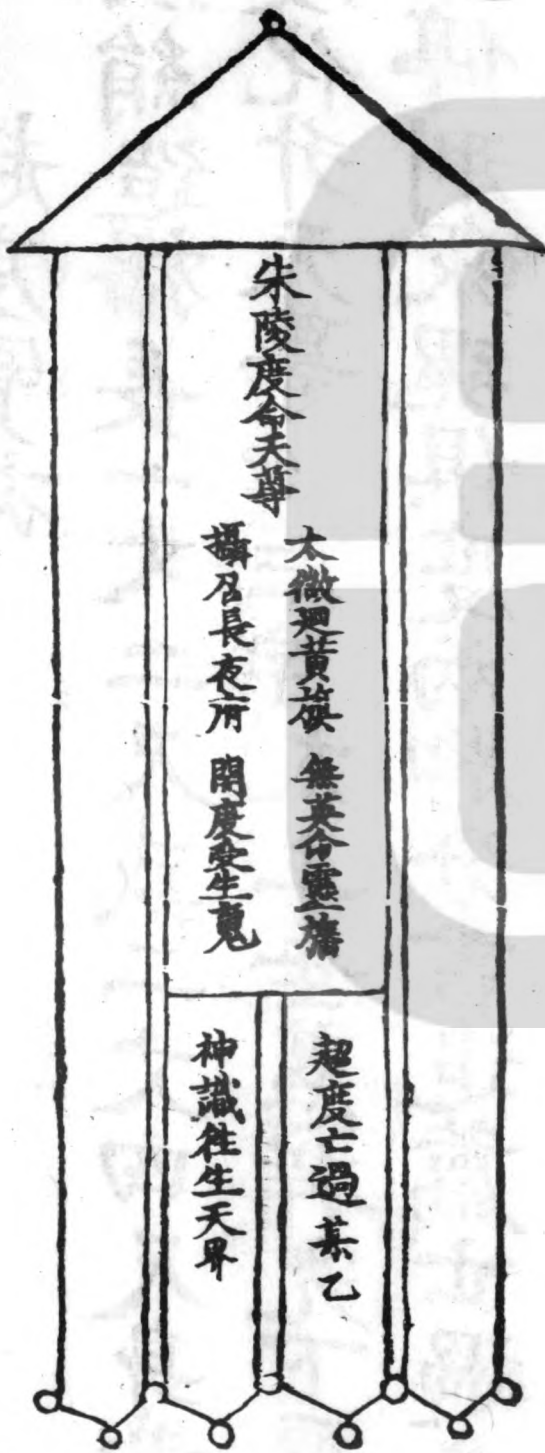 朱陵度命天尊
太微迴黃旗　無英命靈旛
攝召長夜府　開度受生魂
超度亡過某乙
神識往生天界